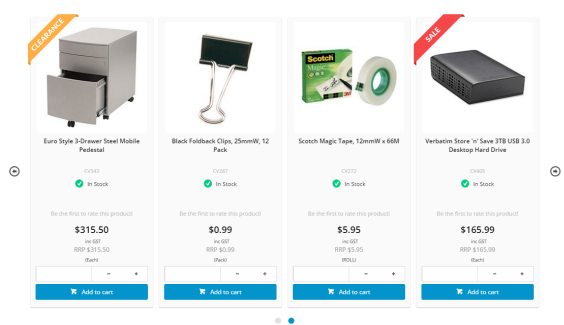 CLEARANCE
Euro Style 3-Drawer Steel Mobile
Pedestal
CV343
In Stock
Be the first to rate this product!
$315.50
inc GST
RRP $315.50
(Each)
- +
Add to cart
Black Foldback Clips, 25mmW, 12
Pack
In Stock
Be the first to rate this product!
$0.99
inc GST
RRP $0.99
(Pack)
- +
Add to cart
Scotch
Magic
3M
Scotch Magic Tape, 12mmW x 66M
CV272
In Stock
Be the first to rate this product!
$5.95
inc GST
RRP $5.95
(ROLL)
- +
Add to cart
SALE
Verbatim Store 'n' Save 3TB USB 3.0
Desktop Hard Drive
In Stock
Be the first to rate this product!
$165.99
inc GST
RRP $165.99
(Each)
- +
Add to cart